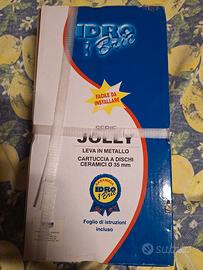 IDRO
Bric
FACILE DA
INSTALLARE
SERIE
JOLLY
LEVA IN METALLO
CARTUCCIA A DISCHI
CERAMICI Ø 35 mm
IDRO
Bric
Foglio di istruzioni
incluso
subito